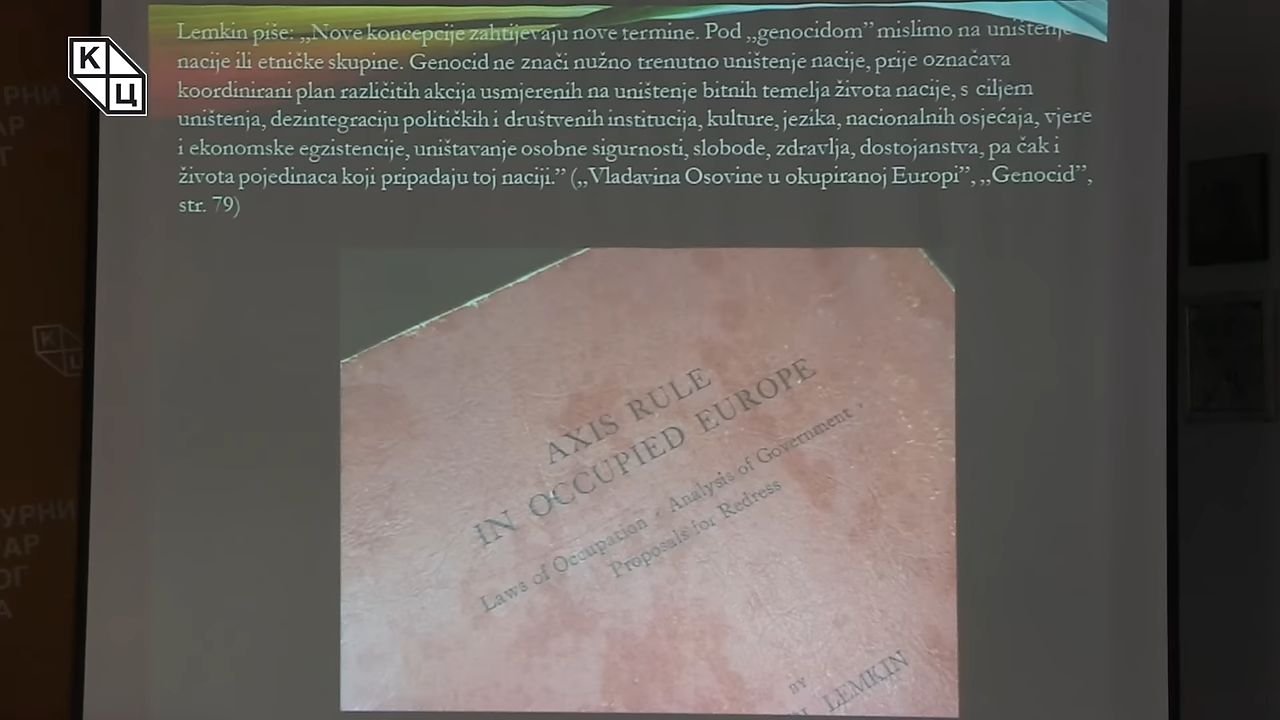 Lemkin piše: „Nove koncepcije zahtijevaju nove termine. Pod „genocidom” mislimo na uništenje
nacije ili etničke skupine. Genocid ne znači nužno trenutno uništenje nacije, prije označava
koordinirani plan različitih akcija usmjerenih na uništenje bitnih temelja života nacije, s ciljem
uništenja, dezintegraciju političkih i društvenih institucija, kulture, jezika, nacionalnih osjećaja, vjere
i ekonomske egzistencije, uništavanje osobne sigurnosti, slobode, zdravlja, dostojanstva, pa čak i
života pojedinaca koji pripadaju toj naciji.” („Vladavina Osovine u okupiranoj Europi”, „Genocid”,
str. 79)
К
Ц
AXIS RULE
IN OCCUPIED EUROPE
Laws of Occupation · Analysis of Government ·
Proposals for Redress
BY
LEMKIN
К
Ц